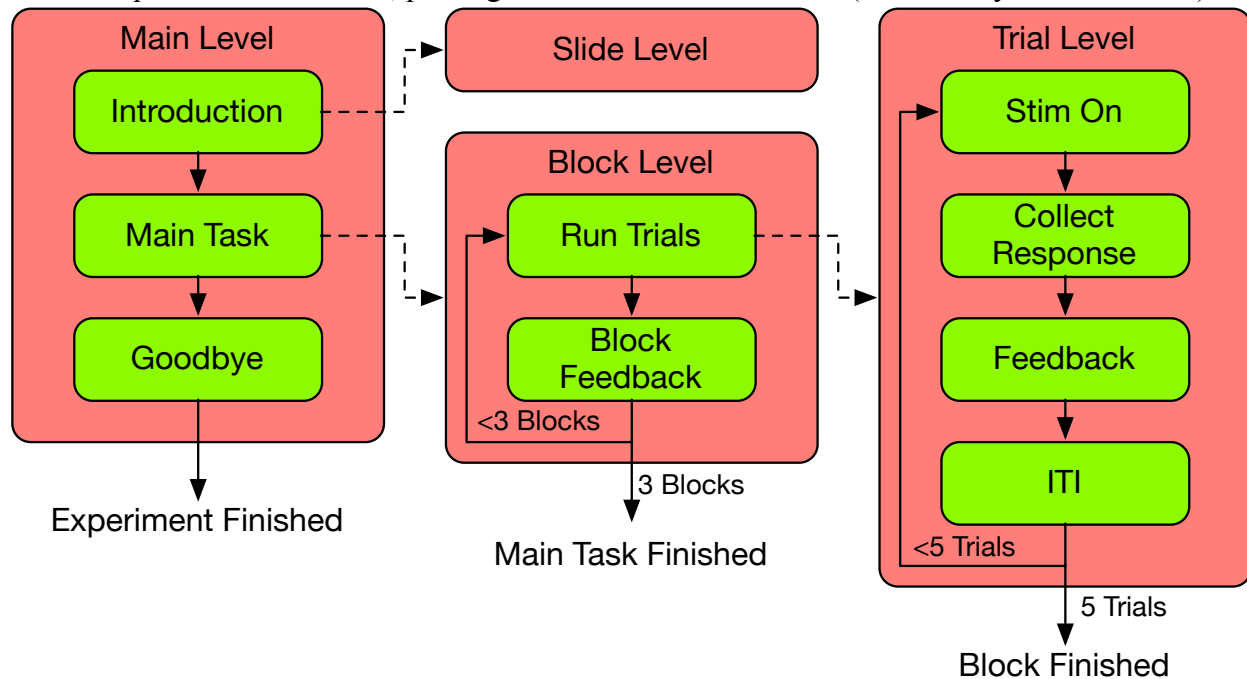 Main Level
Introduction
Main Task
Goodbye
Experiment Finished
Slide Level
Block Level
Run Trials
Block
Feedback
<3 Blocks
3 Blocks
Main Task Finished
Trial Level
Stim On
Collect
Response
Feedback
ITI
<5 Trials
5 Trials
Block Finished